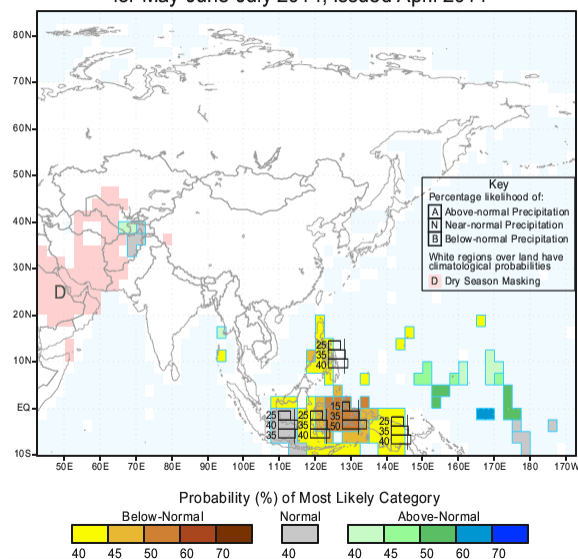 for May-June-July 2014, Issued April 2014
80N
70N
60N
50N
40N
30N
20N
10N
EQ
10S
50E 60E 70E 80E 90E 100E 110E 120E 130E 140E 150E 160E 170E 180 170W
Key
Percentage likelihood of:
A Above-normal Precipitation
N Near-normal Precipitation
B Below-normal Precipitation
White regions over land have
climatological probabilities
D Dry Season Masking
D
25
35
40
25
40
35
25
35
40
15
35
50
25
35
40
Probability (%) of Most Likely Category
Below-Normal Normal Above-Normal
40 45 50 60 70 40 40 45 50 60 70